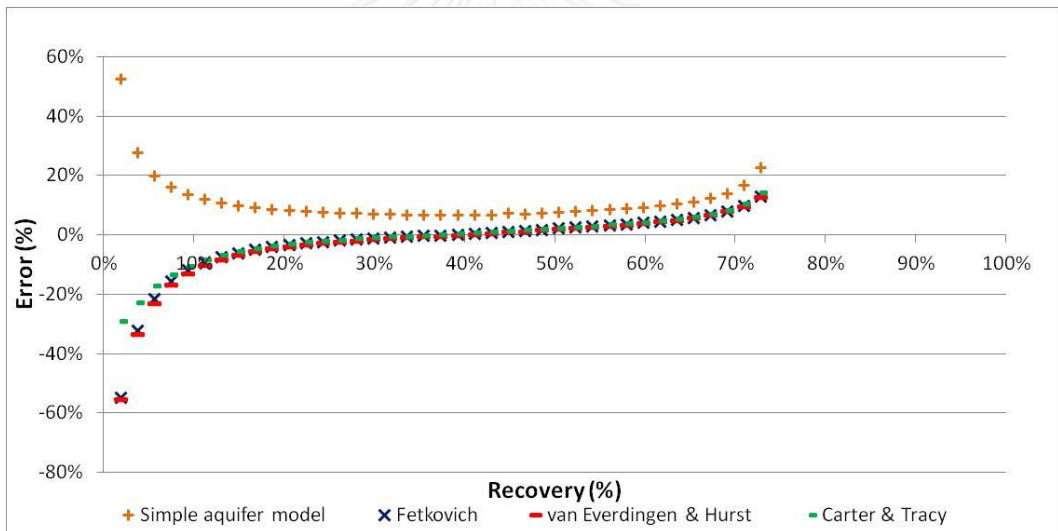 60%
40%
20%
0%
0% 10% 20% 30% 40% 50% 60% 70% 80% 90% 100%
-20%
-40%
-60%
-80%
Error (%)
Recovery (%)
Simple aquifer model Fetkovich van Everdingen & Hurst Carter & Tracy